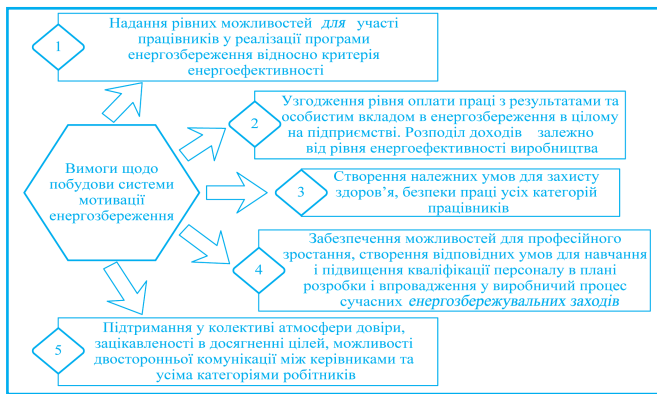 1
Надання рівних можливостей для участі
працівників у реалізації програми
енергозбереження відносно критерія
енергоефективності
Вимоги щодо
побудови системи
мотивації
енергозбереження
2
Узгодження рівня оплати праці з результатами та
особистим вкладом в енергозбереження в цілому
на підприємстві. Розподіл доходів залежно
від рівня енергоефективності виробництва
3
Створення належних умов для захисту
здоров’я, безпеки праці усіх категорій
працівників
4
Забезпечення можливостей для професійного
зростання, створення відповідних умов для навчання
і підвищення кваліфікації персоналу в плані
розробки і впровадження у виробничий процес
сучасних енергозбережувальних заходів
5
Підтримання у колективі атмосфери довіри,
зацікавленості в досягненні цілей, можливості
двосторонньої комунікації між керівниками та
усіма категоріями робітників